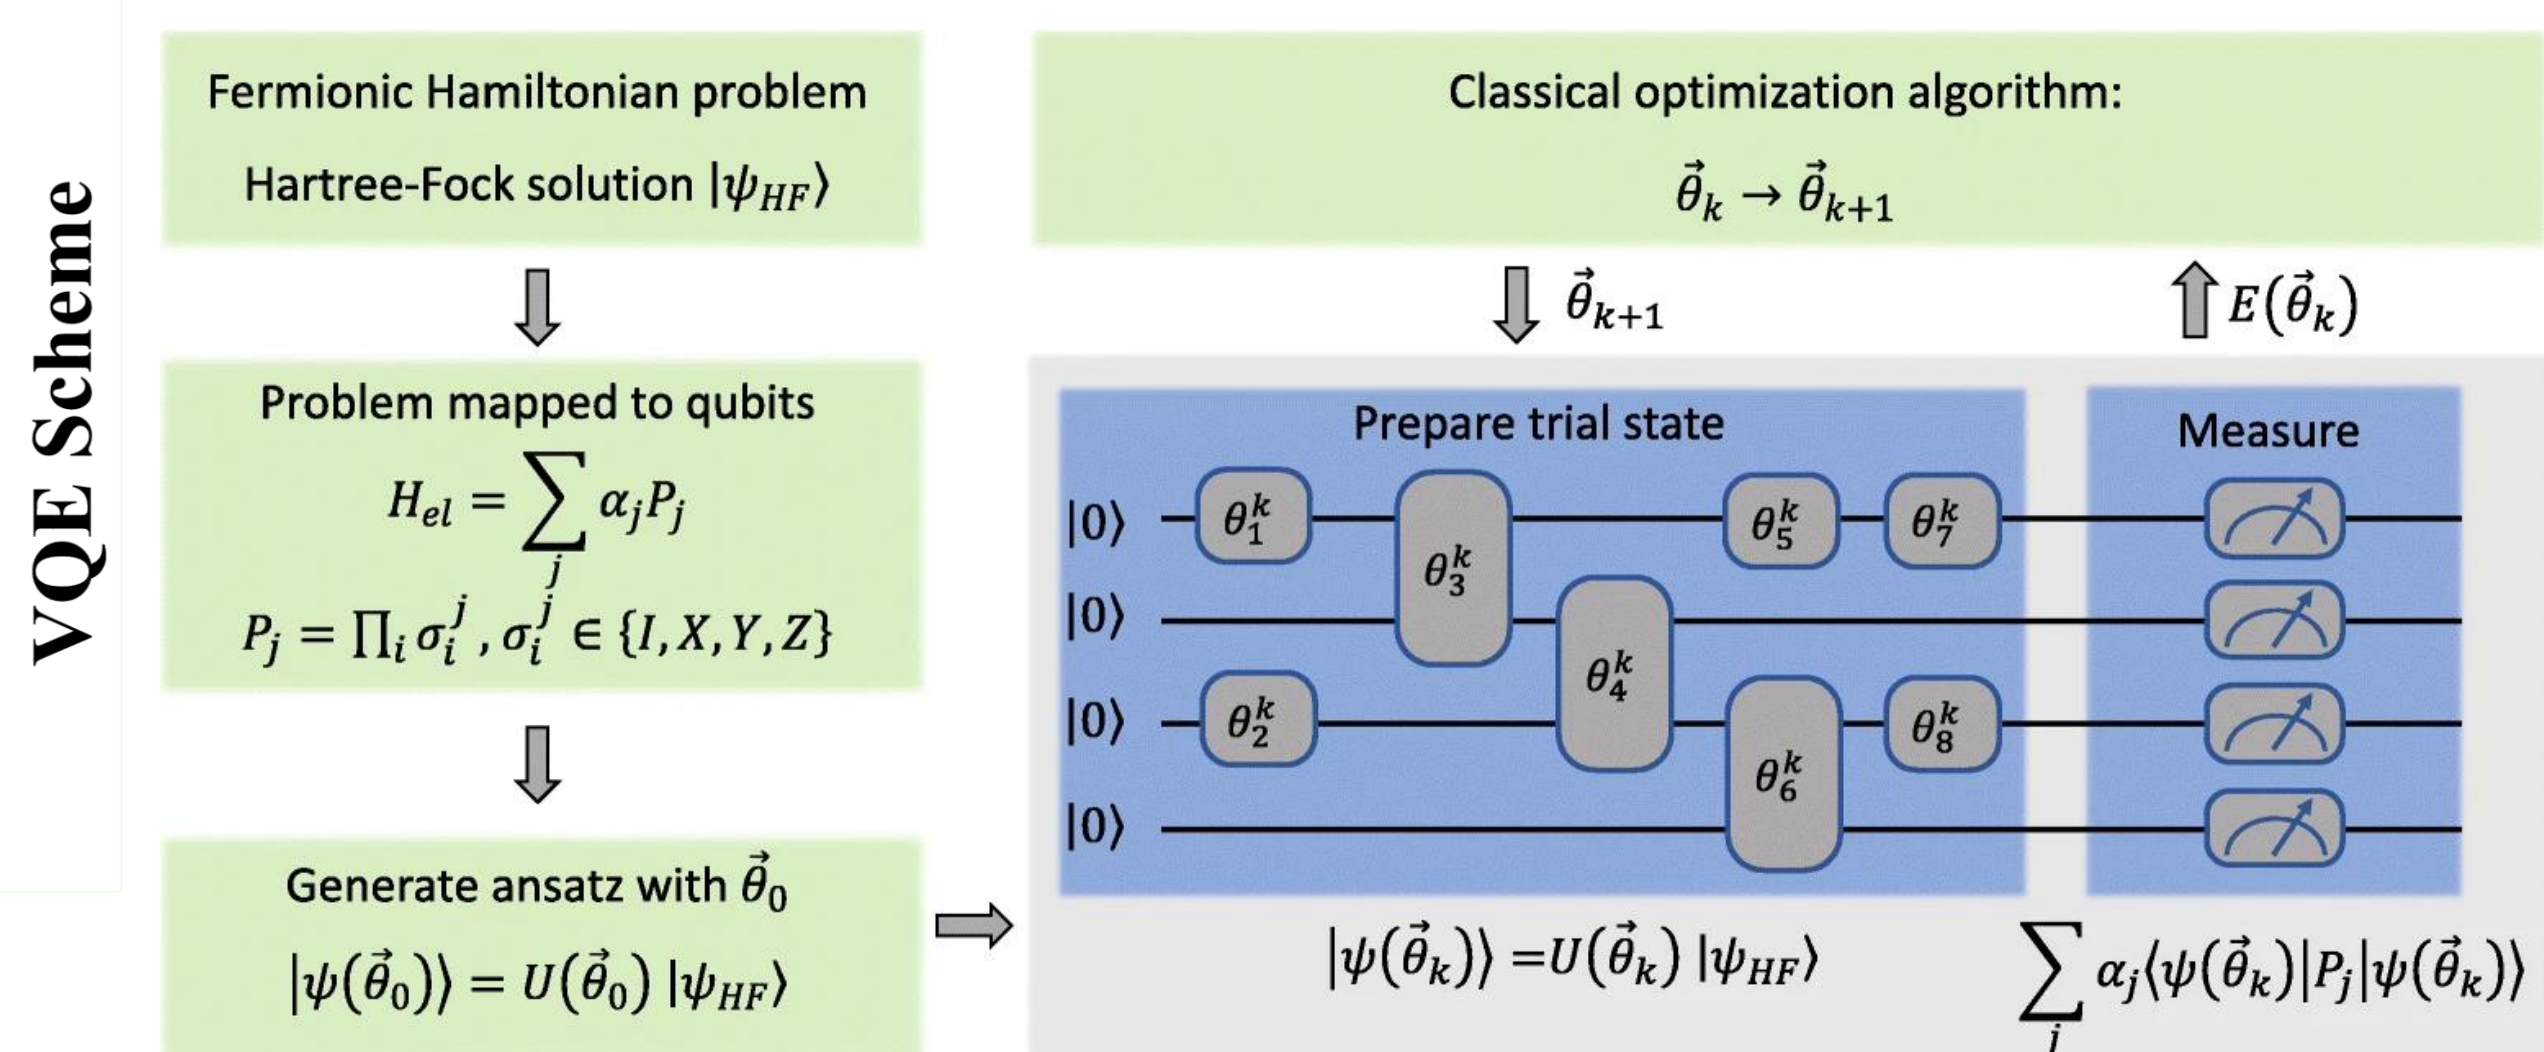 VQE Scheme
Fermionic Hamiltonian problem
Hartree-Fock solution |ψ_HF⟩
Problem mapped to qubits
H_el = ∑_j α_j P_j
P_j = ∏_i σ_i^j , σ_i^j ∈ {I, X, Y, Z}
Generate ansatz with θ⃗_0
|ψ(θ⃗_0)⟩ = U(θ⃗_0) |ψ_HF⟩
Classical optimization algorithm:
θ⃗_k → θ⃗_{k+1}
θ⃗_{k+1}
E(θ⃗_k)
Prepare trial state
Measure
|0⟩ θ_1^k θ_3^k θ_5^k θ_7^k
|0⟩ θ_4^k
|0⟩ θ_2^k θ_6^k θ_8^k
|0⟩
|ψ(θ⃗_k)⟩ =U(θ⃗_k) |ψ_HF⟩
∑_j α_j⟨ψ(θ⃗_k)|P_j|ψ(θ⃗_k)⟩